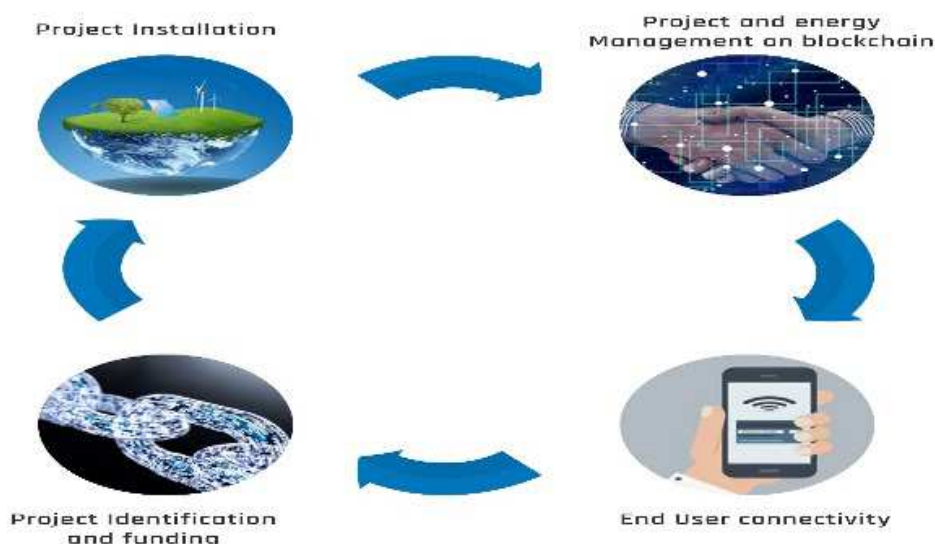 Project Installation
Project and energy
Management on blockchain
Project Identification
and funding
End User connectivity